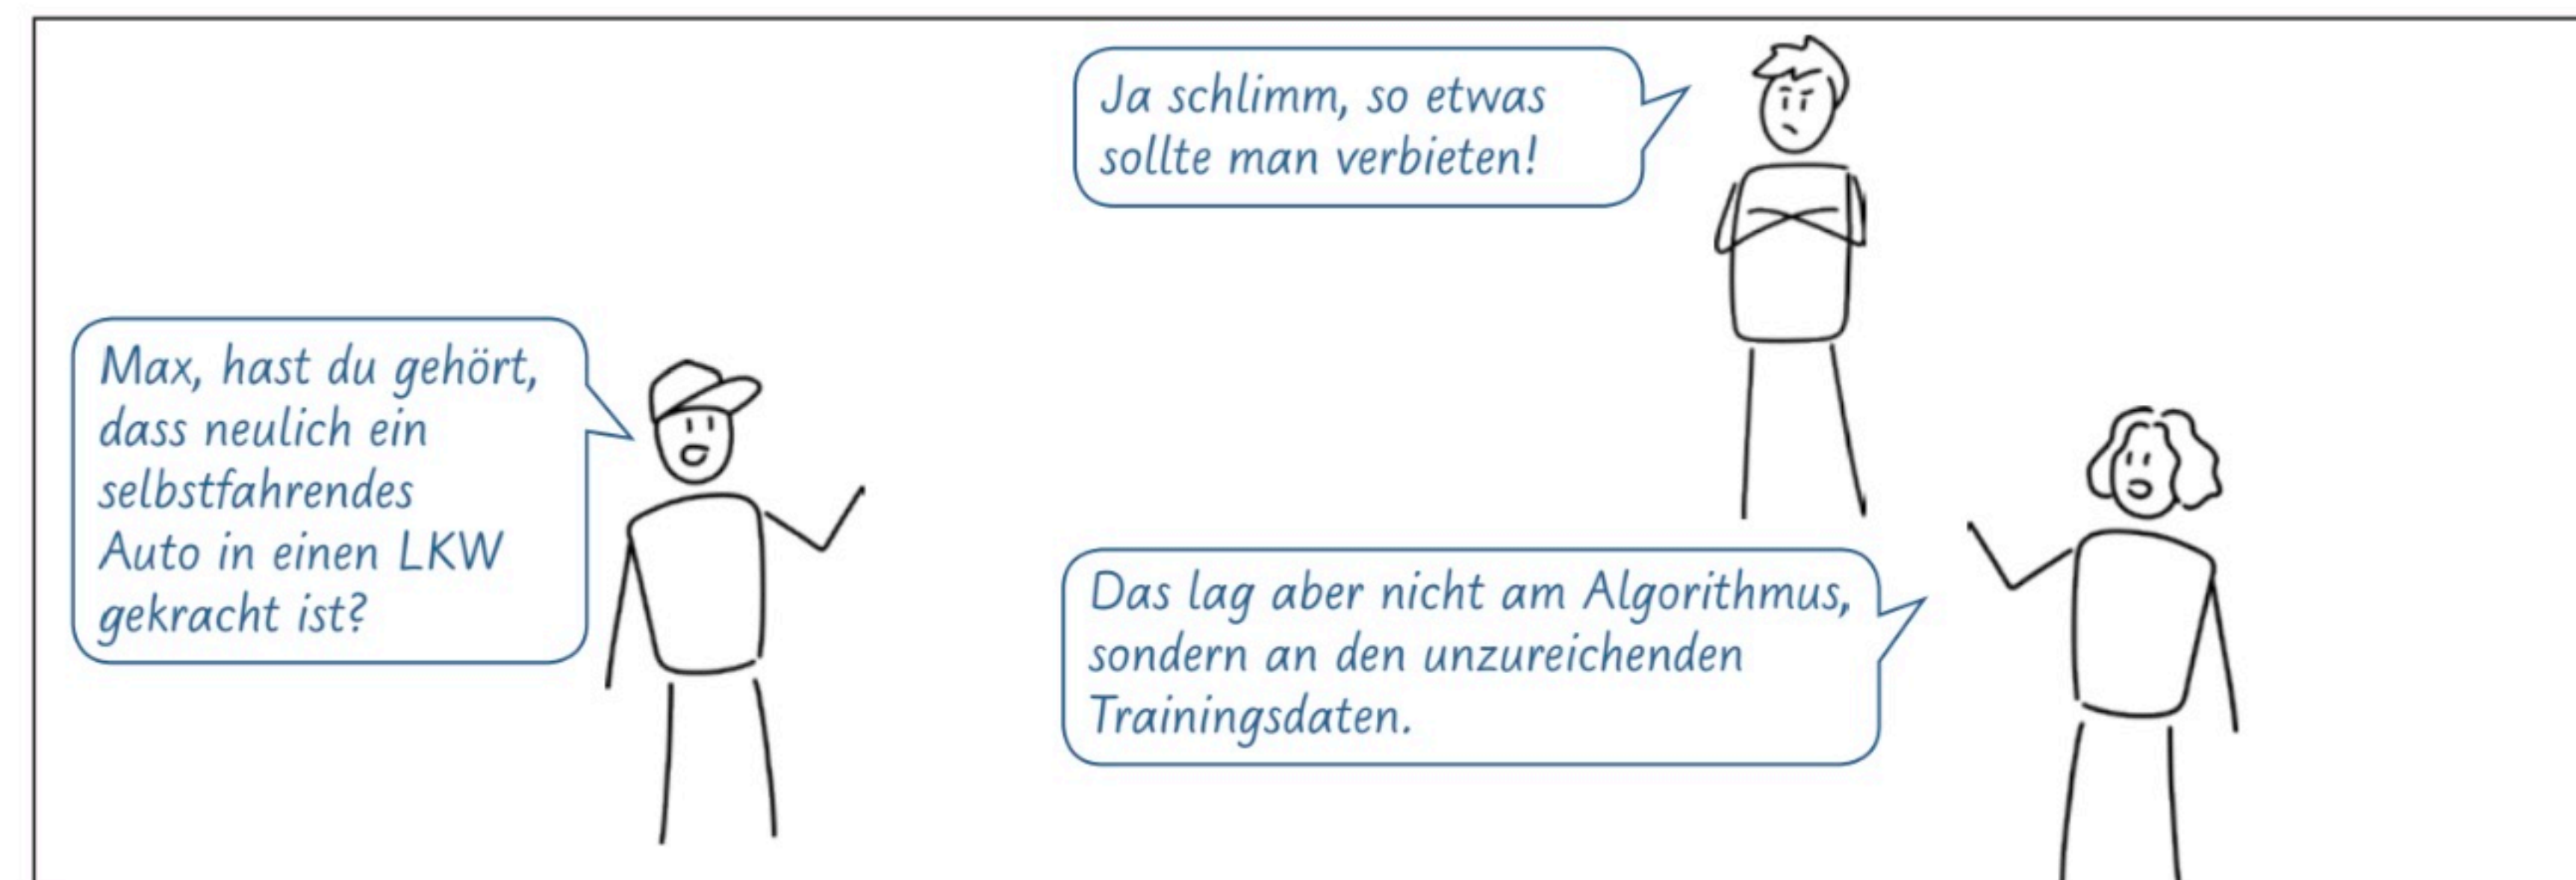 Max, hast du gehört,
dass neulich ein
selbstfahrendes
Auto in einen LKW
gekracht ist?
Ja schlimm, so etwas
sollte man verbieten!
Das lag aber nicht am Algorithmus,
sondern an den unzureichenden
Trainingsdaten.